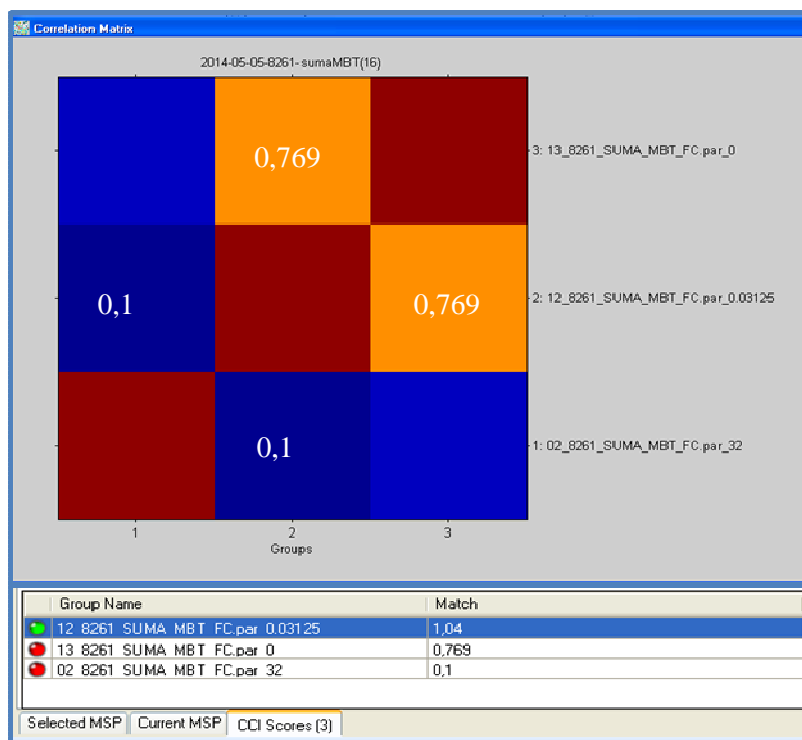 Correlation Matrix
2014-05-05-8261-sumaMBT(16)
0,769
3: 13_8261_SUMA_MBT_FC.par_0
0,1
0,769
2: 12_8261_SUMA_MBT_FC.par_0.03125
0,1
1: 02_8261_SUMA_MBT_FC.par_32
1 2 3
Groups
Group Name Match
12 8261 SUMA MBT FC.par 0.03125 1,04
13 8261 SUMA MBT FC.par 0 0,769
02 8261 SUMA MBT FC.par 32 0,1
Selected MSP Current MSP CCI Scores (3)